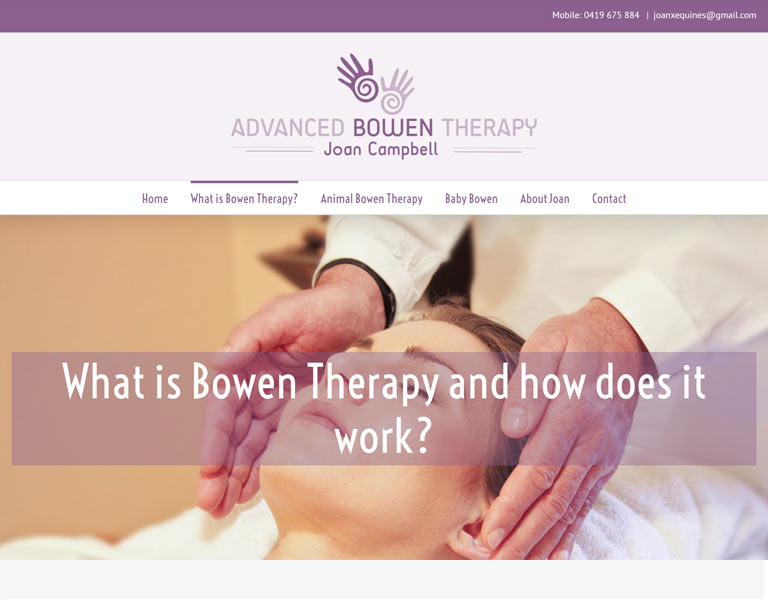 Mobile: 0419 675 884 | joanxequines@gmail.com
ADVANCED BOWEN THERAPY
Joan Campbell
Home What is Bowen Therapy? Animal Bowen Therapy Baby Bowen About Joan Contact
What is Bowen Therapy and how does it
work?